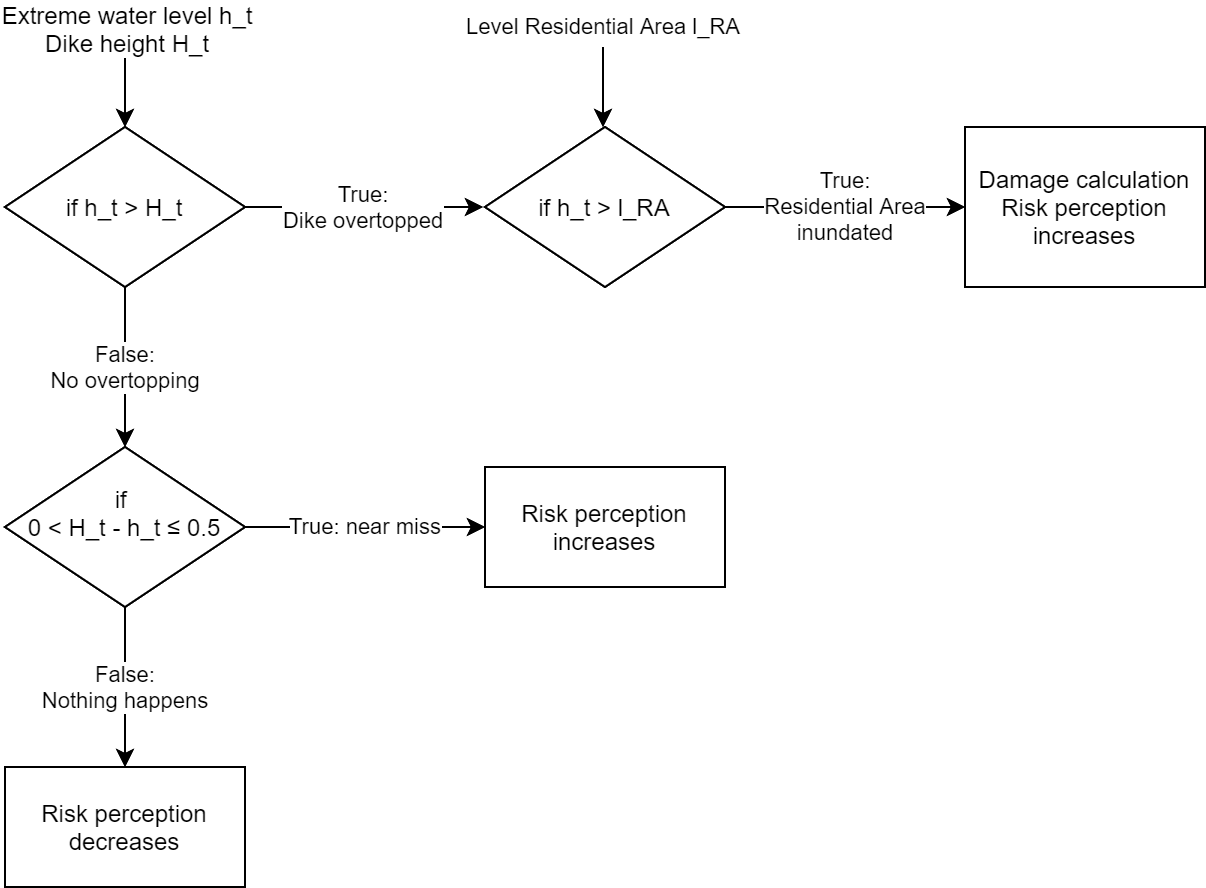 Extreme water level h_t
Dike height H_t
Level Residential Area l_RA
if h_t > H_t
True:
Dike overtopped
if h_t > l_RA
True:
Residential Area
inundated
Damage calculation
Risk perception
increases
False:
No overtopping
if
0 < H_t - h_t ≤ 0.5
True: near miss
Risk perception
increases
False:
Nothing happens
Risk perception
decreases